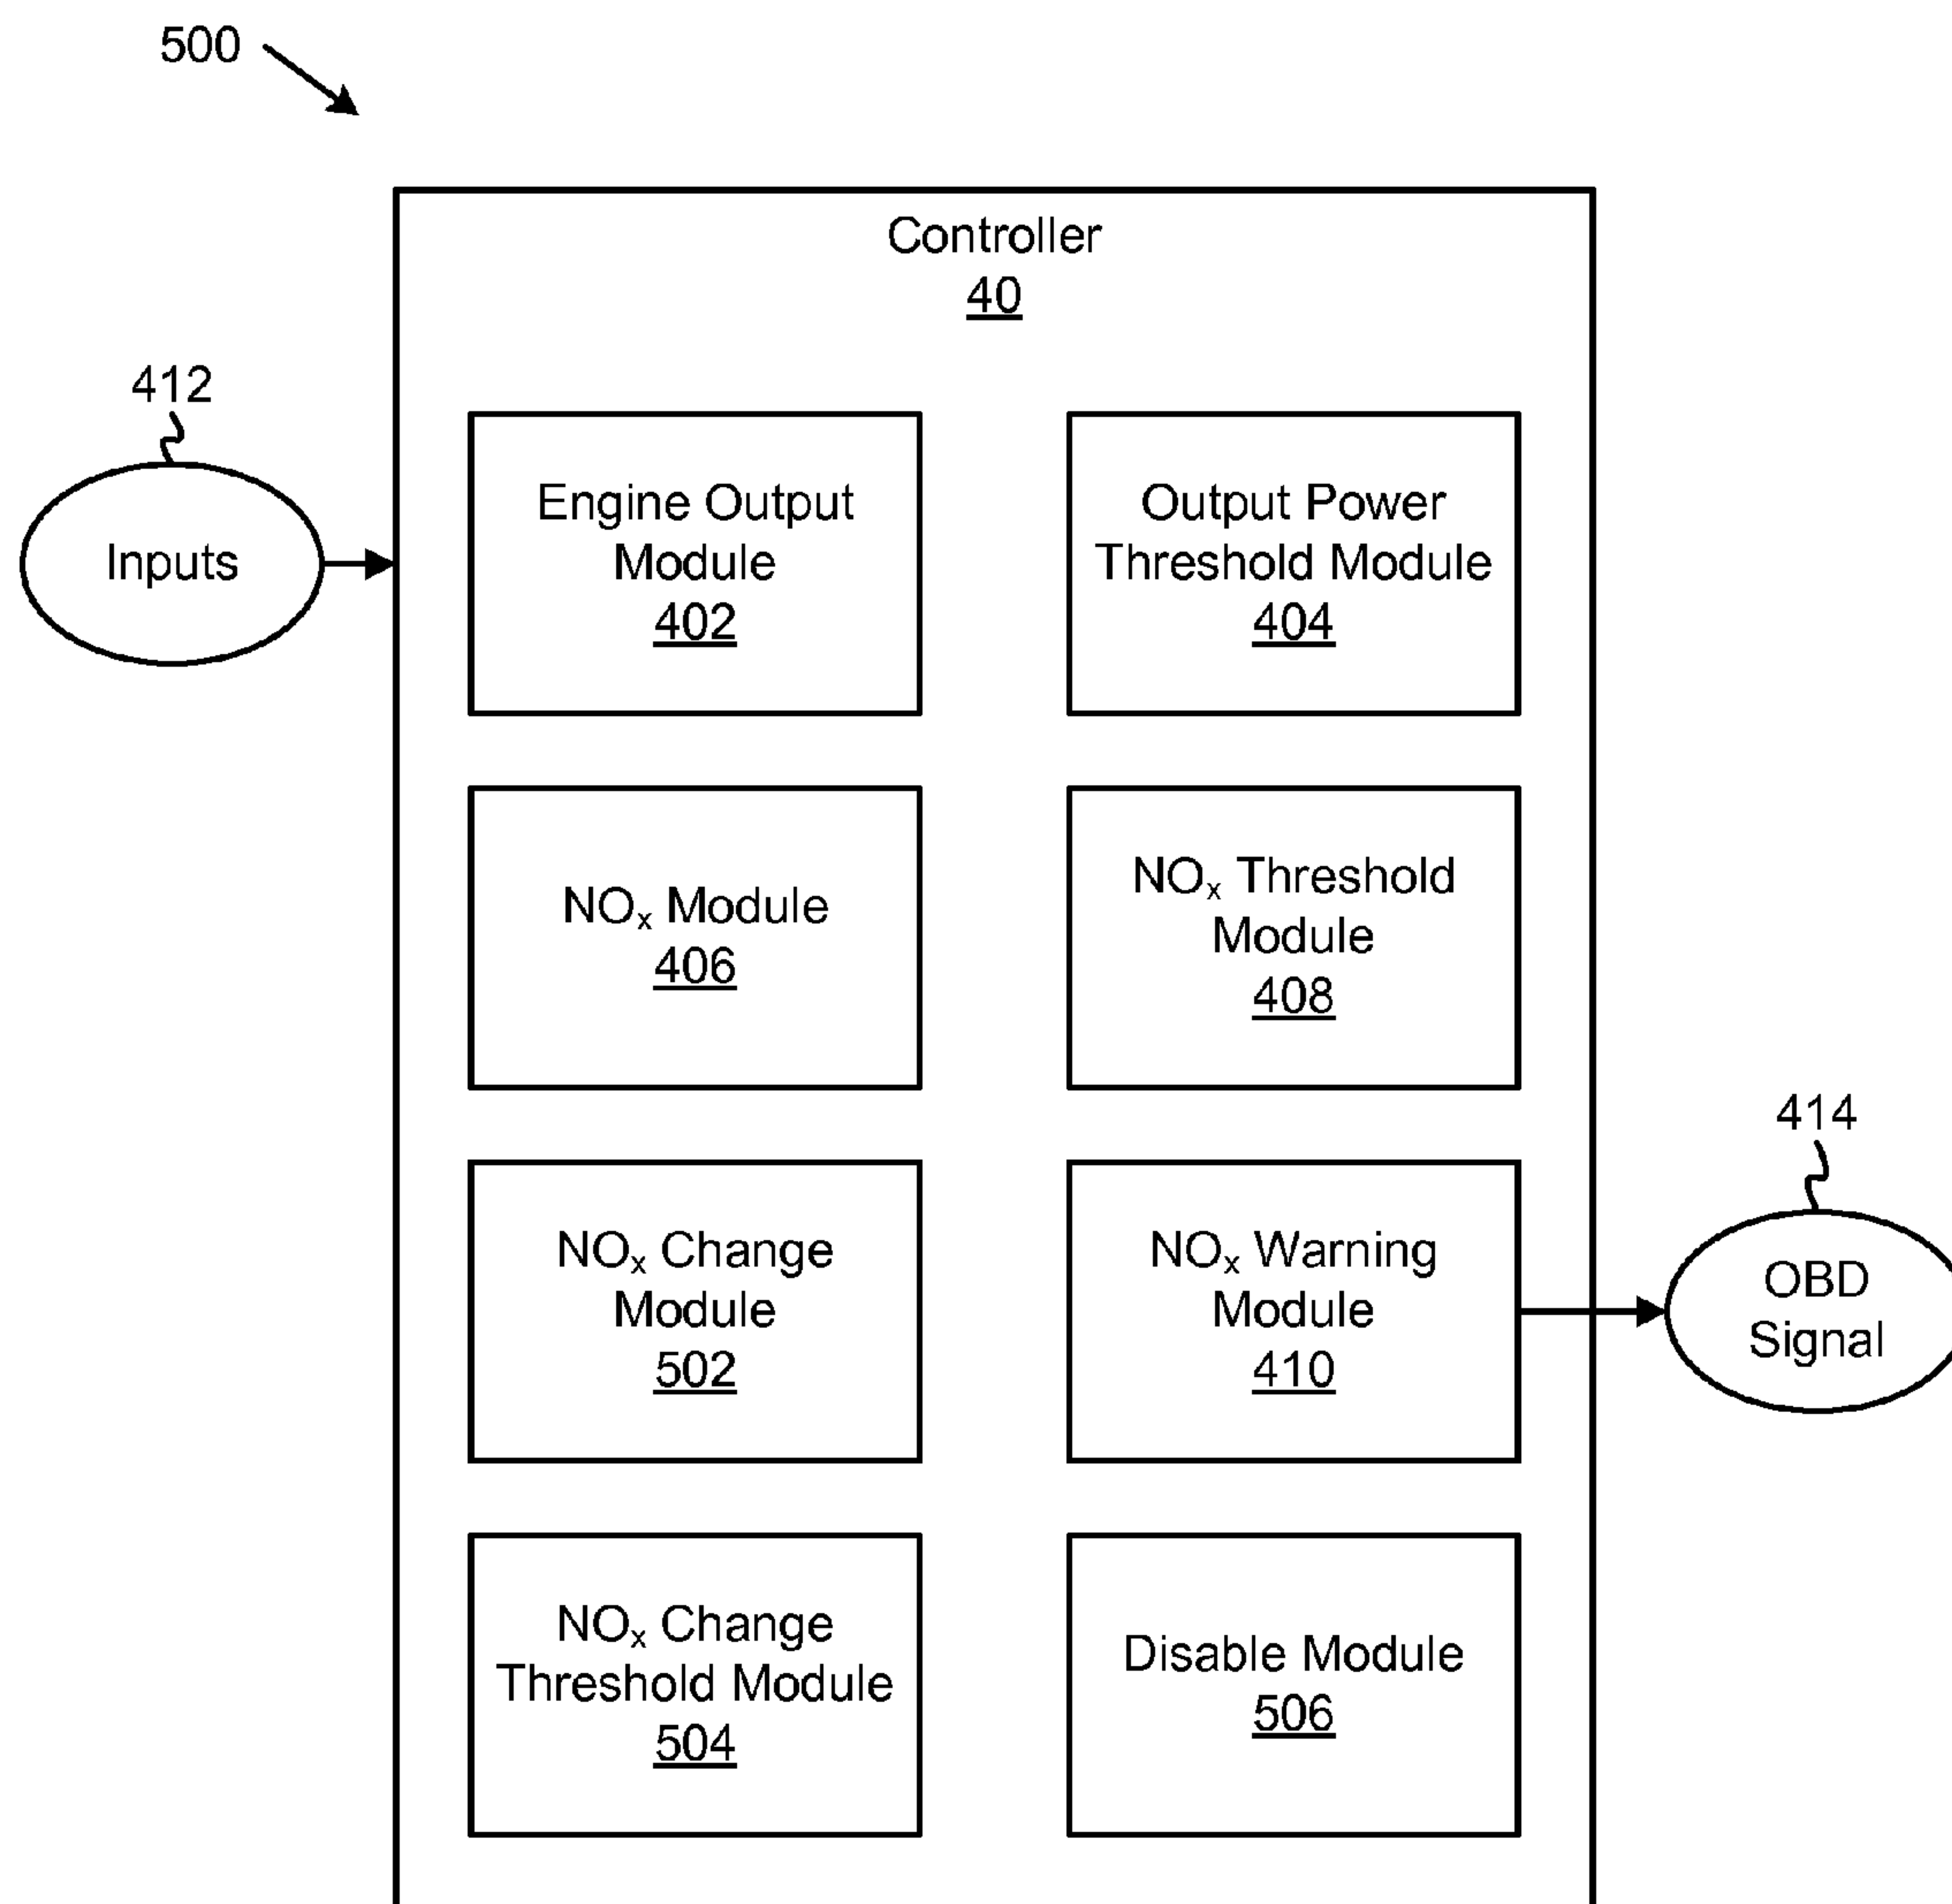 500
Controller
40
412
Inputs
Engine Output
Module
402
Output Power
Threshold Module
404
NOx Module
406
NOx Threshold
Module
408
NOx Change
Module
502
NOx Warning
Module
410
414
OBD
Signal
NOx Change
Threshold Module
504
Disable Module
506